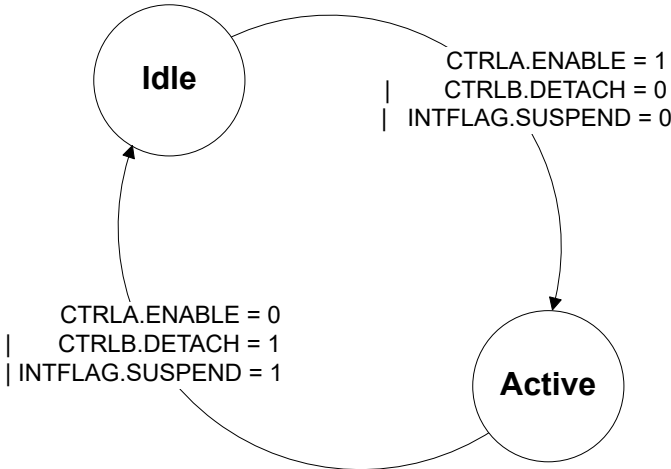 Idle
CTRLA.ENABLE = 1
| CTRLB.DETACH = 0
| INTFLAG.SUSPEND = 0
CTRLA.ENABLE = 0
| CTRLB.DETACH = 1
| INTFLAG.SUSPEND = 1
Active